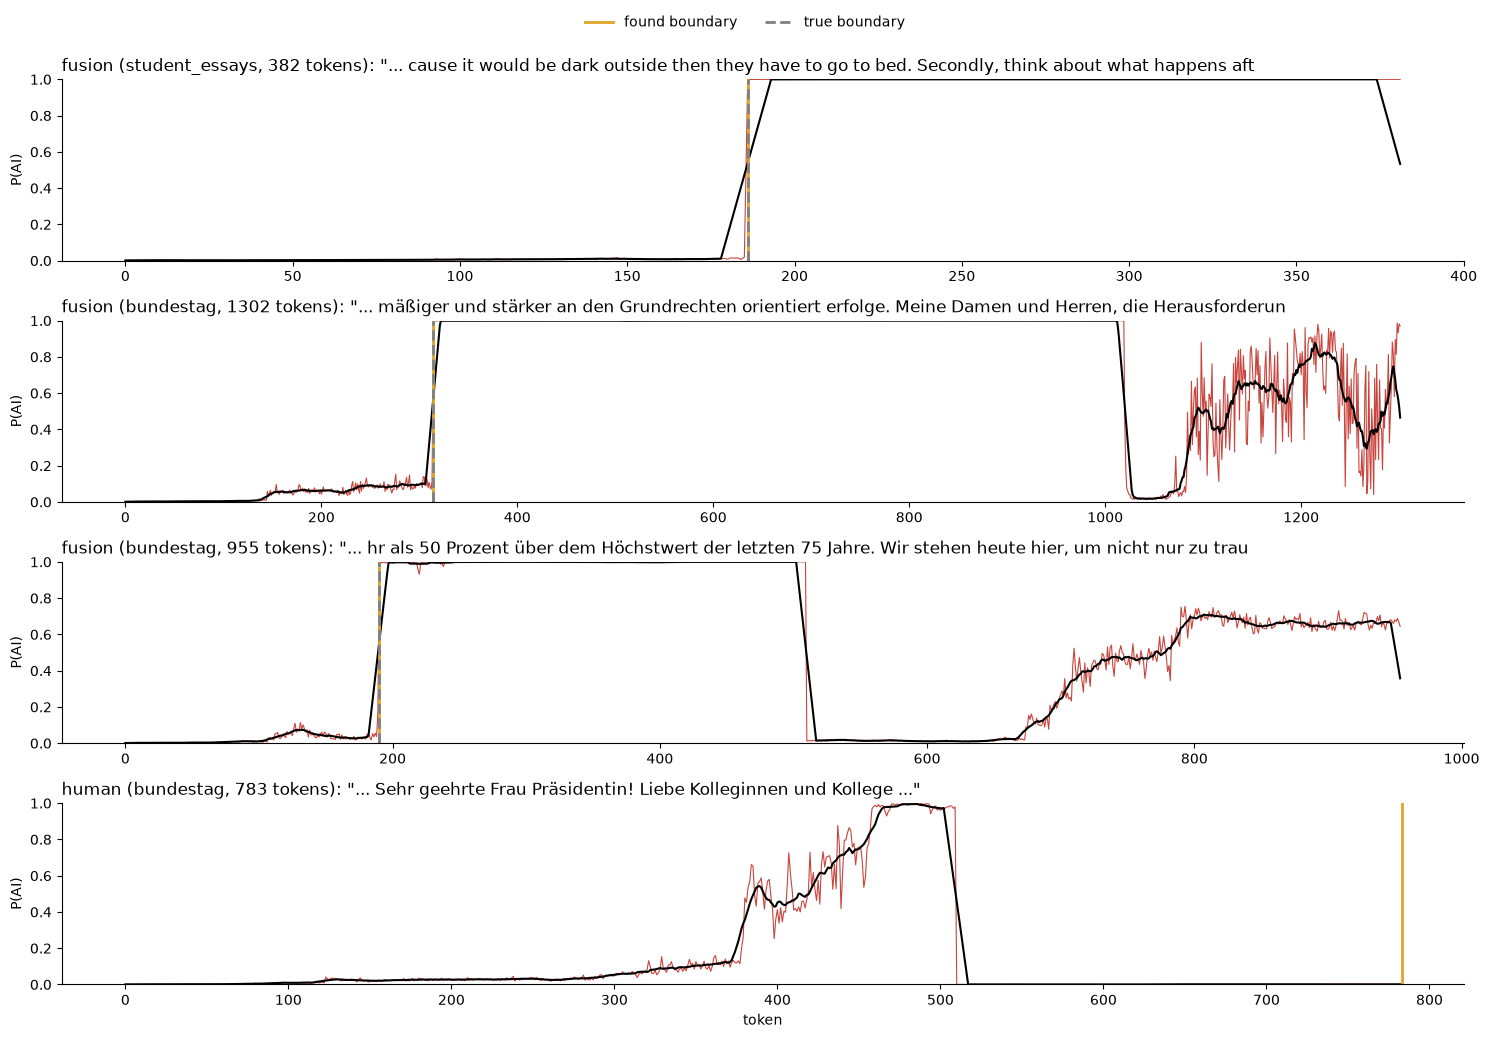 found boundary
true boundary
fusion (student_essays, 382 tokens): "... cause it would be dark outside then they have to go to bed. Secondly, think about what happens aft
P(AI)
1.0
0.8
0.6
0.4
0.2
0.0
0 50 100 150 200 250 300 350 400
fusion (bundestag, 1302 tokens): "... mäßiger und stärker an den Grundrechten orientiert erfolge. Meine Damen und Herren, die Herausforderun
P(AI)
1.0
0.8
0.6
0.4
0.2
0.0
0 200 400 600 800 1000 1200
fusion (bundestag, 955 tokens): "... hr als 50 Prozent über dem Höchstwert der letzten 75 Jahre. Wir stehen heute hier, um nicht nur zu trau
P(AI)
1.0
0.8
0.6
0.4
0.2
0.0
0 200 400 600 800 1000
human (bundestag, 783 tokens): "... Sehr geehrte Frau Präsidentin! Liebe Kolleginnen und Kollege ..."
P(AI)
1.0
0.8
0.6
0.4
0.2
0.0
0 100 200 300 400 500 600 700 800
token